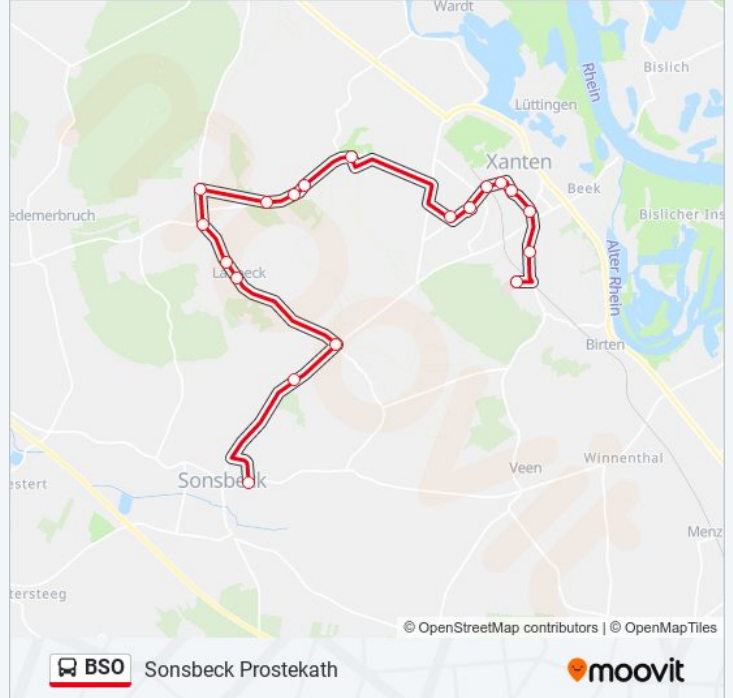 Wardt
Rhein
Bislich
Lüttingen
Xanten
Beek
edemerbruch
Bislicher Ins
Labbeck
Alter Rhein
Birten
Winnenthal
Veen
estert
Sonsbeck
Menz
tersteeg
© OpenStreetMap contributors | © OpenMapTiles
BSO Sonsbeck Prostekath
moovit